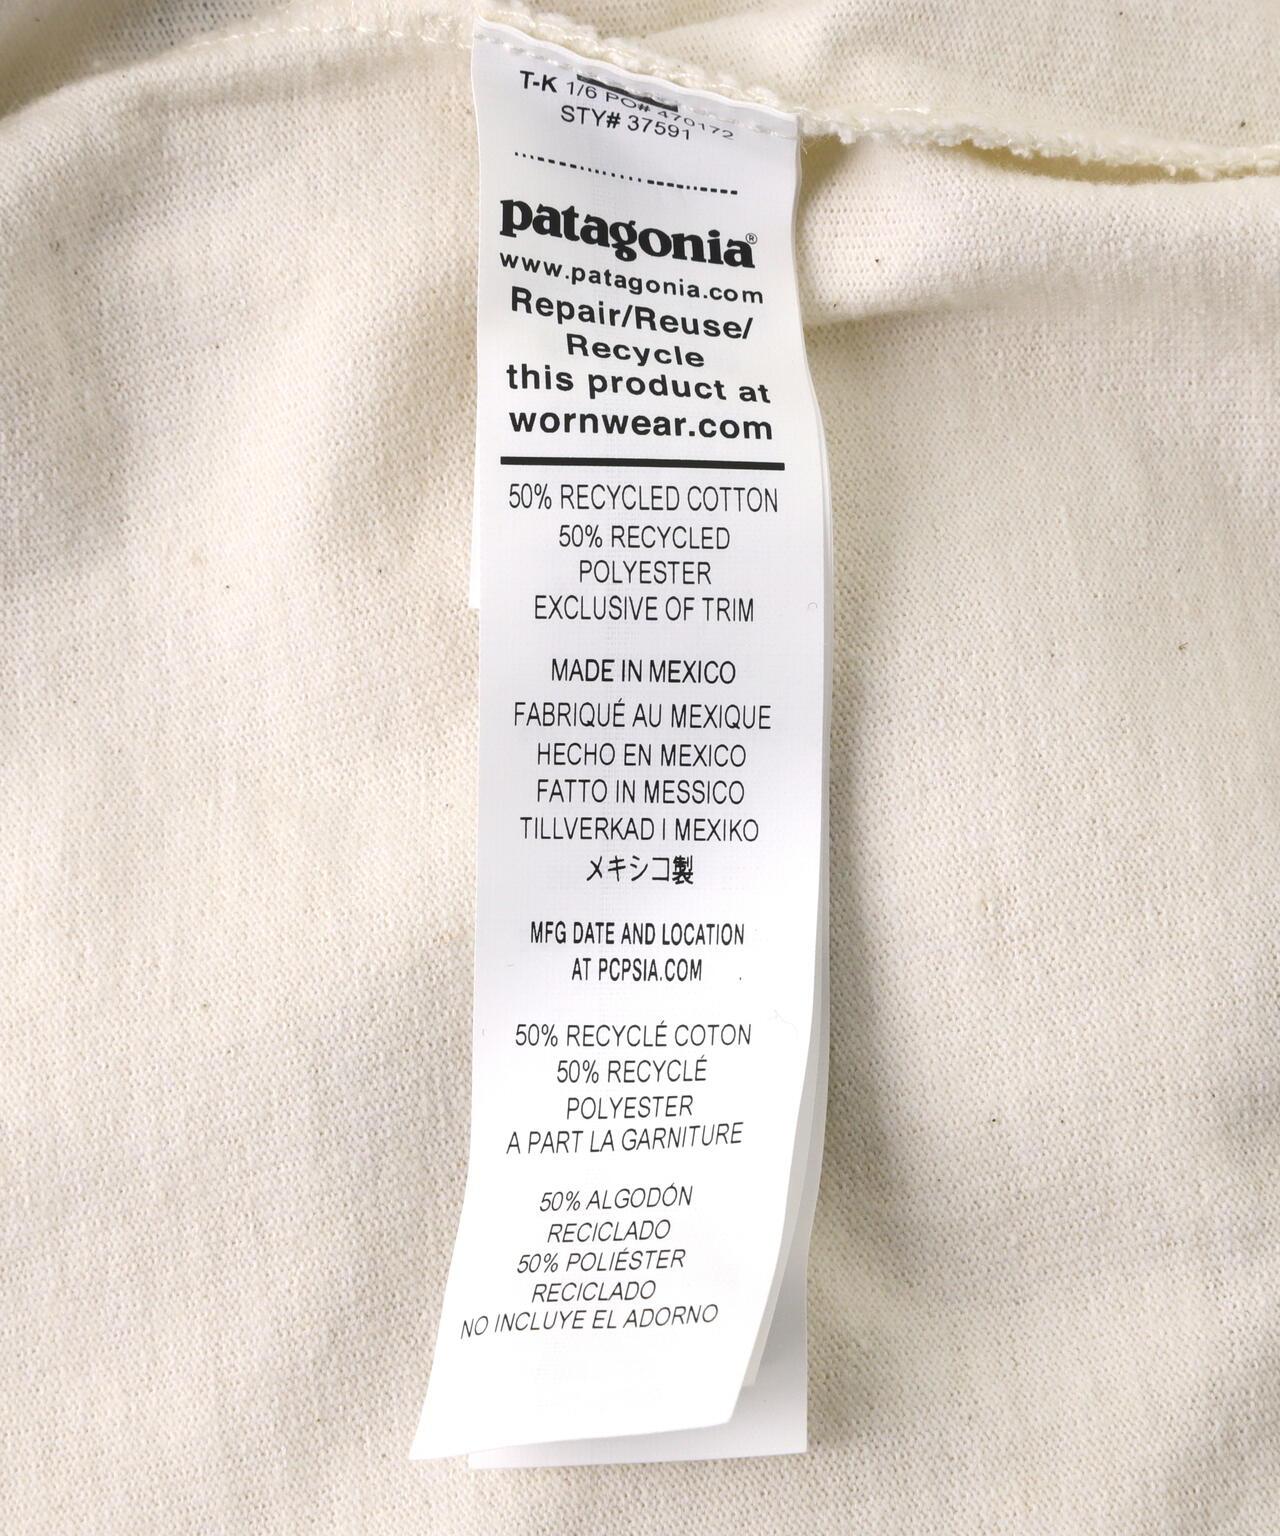 T-K 1/6 PO# 470172
STY# 37591
patagonia®
www.patagonia.com
Repair/Reuse/
Recycle
this product at
wornwear.com
50% RECYCLED COTTON
50% RECYCLED
POLYESTER
EXCLUSIVE OF TRIM
MADE IN MEXICO
FABRIQUÉ AU MEXIQUE
HECHO EN MEXICO
FATTO IN MESSICO
TILLVERKAD I MEXIKO
メキシコ製
MFG DATE AND LOCATION
AT PCPSIA.COM
50% RECYCLÉ COTON
50% RECYCLÉ
POLYESTER
A PART LA GARNITURE
50% ALGODÓN
RECICLADO
50% POLIÉSTER
RECICLADO
NO INCLUYE EL ADORNO